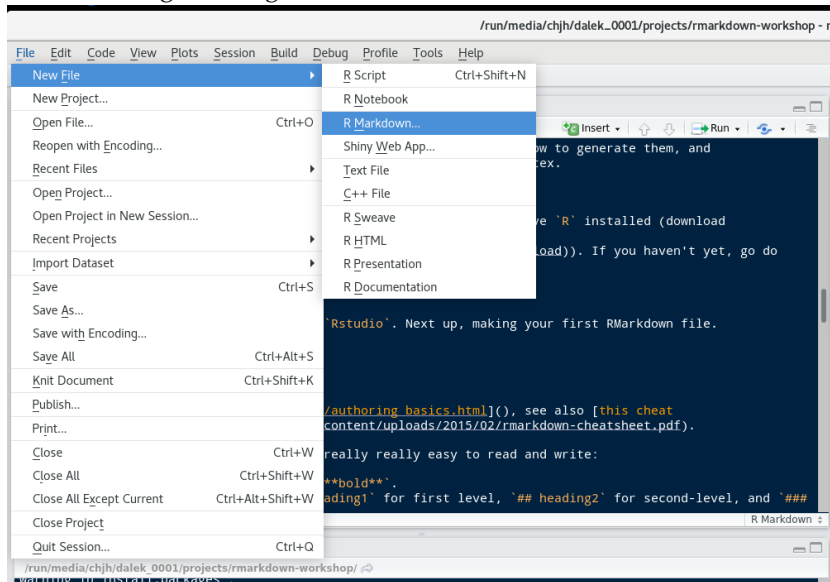 /run/media/chjh/dalek_0001/projects/rmarkdown-workshop - r
File Edit Code View Plots Session Build Debug Profile Tools Help
New File
New Project...
Open File... Ctrl+O
Reopen with Encoding...
Recent Files
Open Project...
Open Project in New Session...
Recent Projects
Import Dataset
Save Ctrl+S
Save As...
Save with Encoding...
Save All Ctrl+Alt+S
Knit Document Ctrl+Shift+K
Publish...
Print...
Close Ctrl+W
Close All Ctrl+Shift+W
Close All Except Current Ctrl+Alt+Shift+W
Close Project
Quit Session... Ctrl+Q
R Script Ctrl+Shift+N
R Notebook
R Markdown...
Shiny Web App...
Text File
C++ File
R Sweave
R HTML
R Presentation
R Documentation
Insert Run
ow to generate them, and
tex.
ve `R` installed (download
load)). If you haven't yet, go do
`Rstudio`. Next up, making your first RMarkdown file.
/authoring_basics.html](), see also [this cheat
content/uploads/2015/02/rmarkdown-cheatsheet.pdf).
really really easy to read and write:
**bold**`.
ading1` for first level, `## heading2` for second-level, and `###
R Markdown
/run/media/chjh/dalek_0001/projects/rmarkdown-workshop/